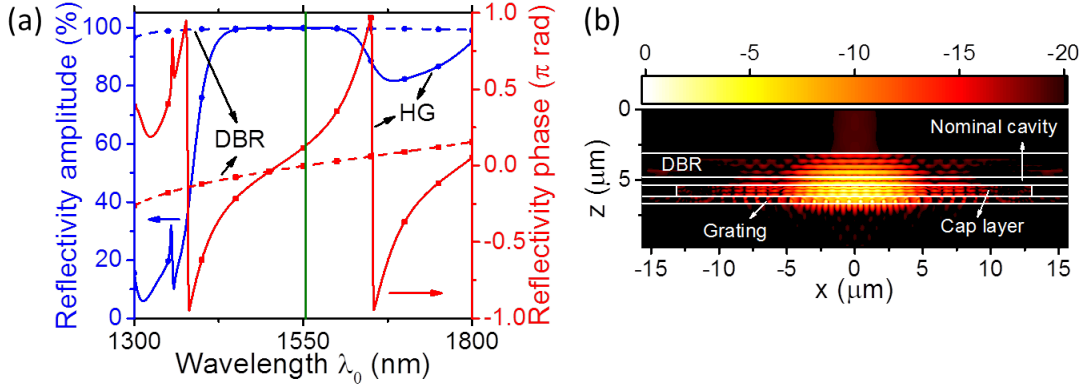 (a)
Reflectivity amplitude (%)
100
80
60
40
20
0
DBR
HG
1.0
0.5
0.0
-0.5
-1.0
Reflectivity phase (π rad)
1300
1550
1800
Wavelength λ0 (nm)
(b)
0
-5
-10
-15
-20
Nominal cavity
DBR
Grating
Cap layer
0
5
z (μm)
-15
-10
-5
0
5
10
15
x (μm)